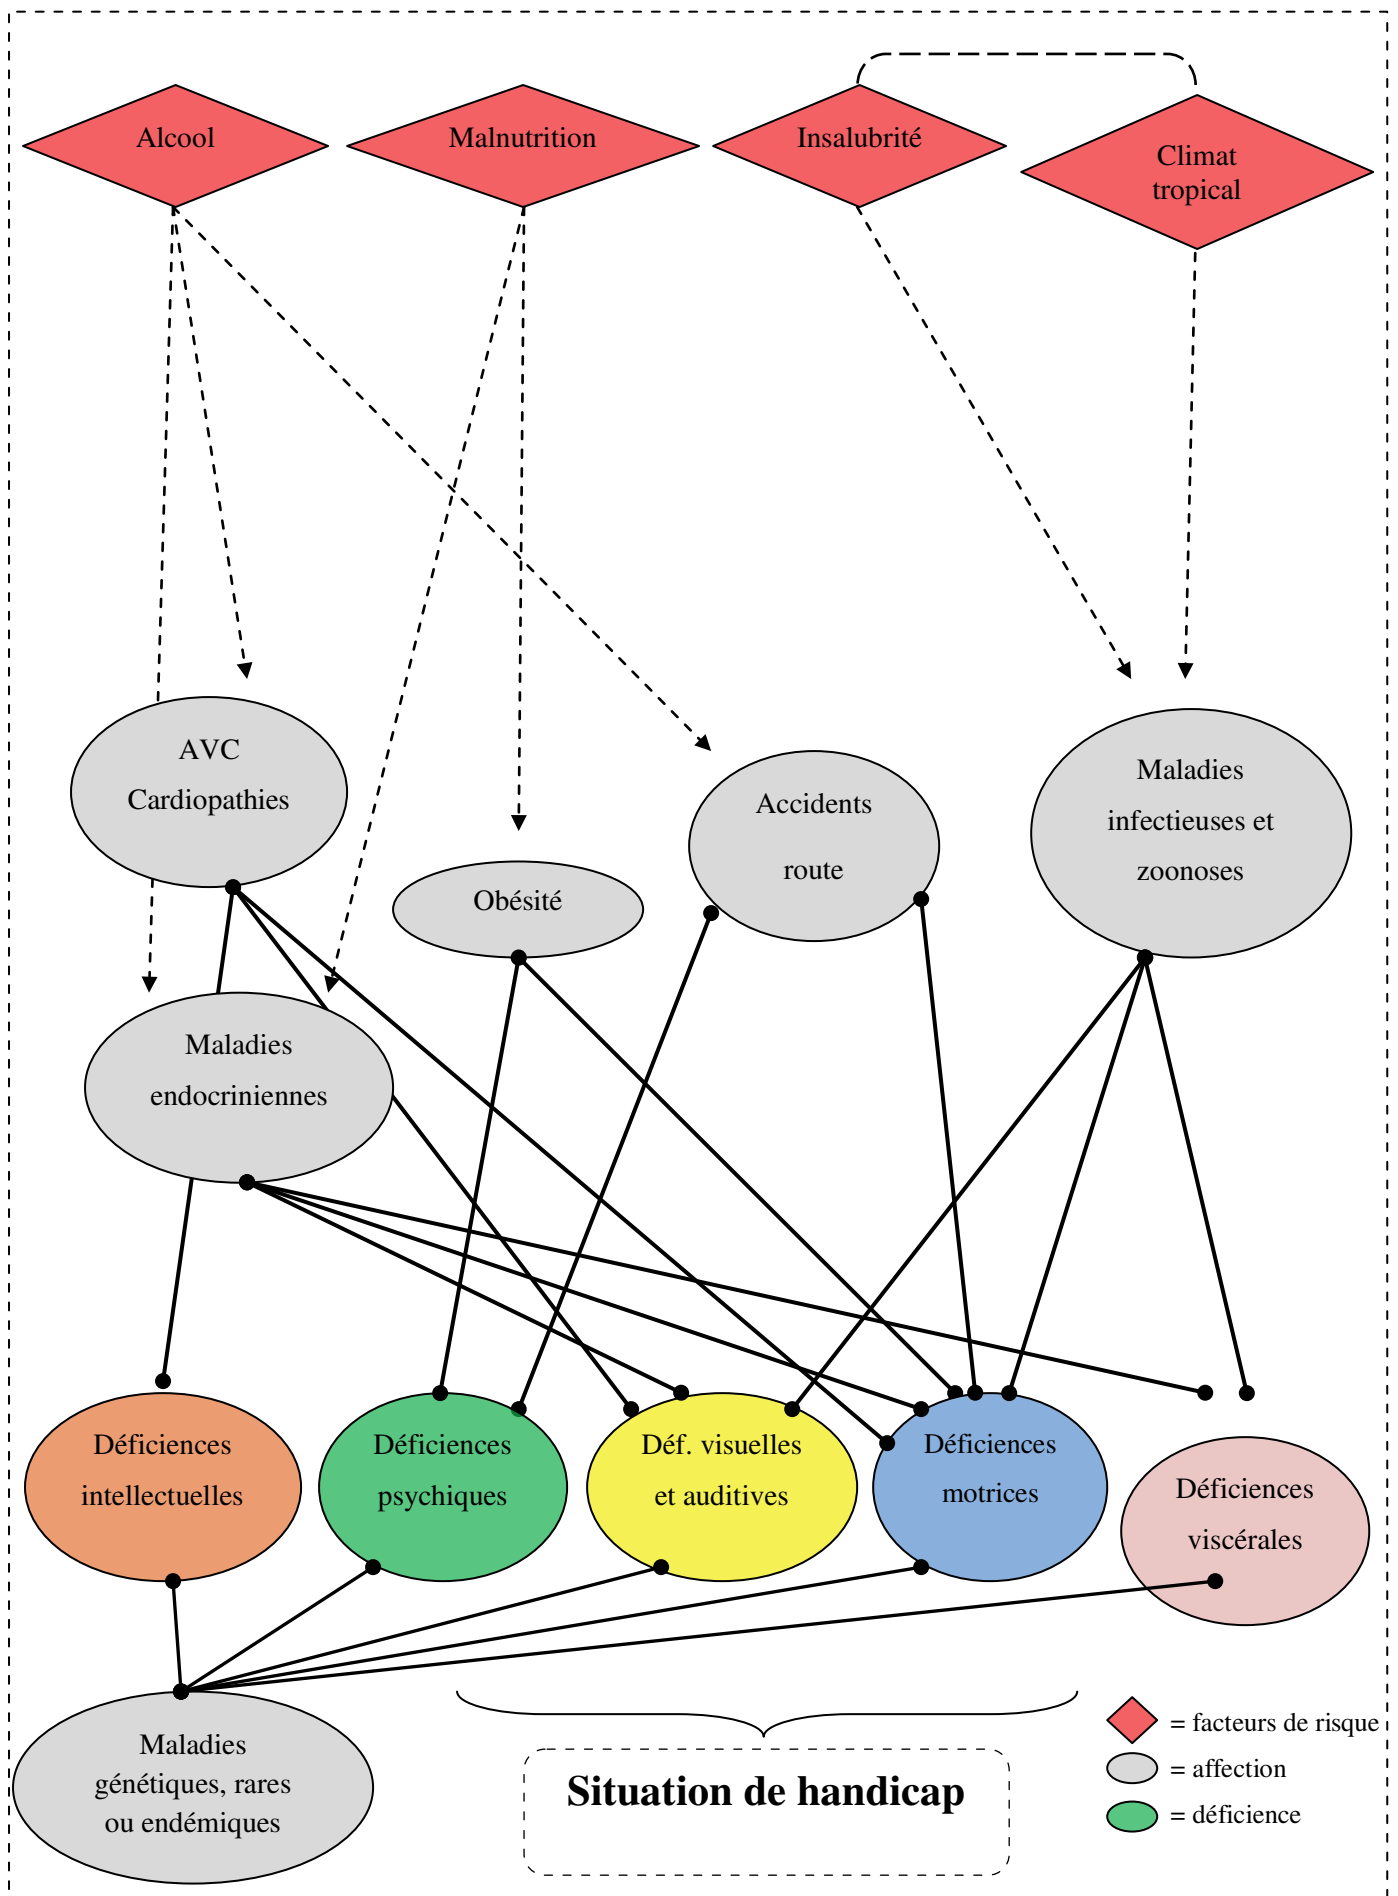 Alcool
Malnutrition
Insalubrité
Climat
tropical
AVC
Cardiopathies
Obésité
Accidents
route
Maladies
infectieuses et
zoonoses
Maladies
endocriniennes
Déficiences
intellectuelles
Déficiences
psychiques
Déf. visuelles
et auditives
Déficiences
motrices
Déficiences
viscérales
Maladies
génétiques, rares
ou endémiques
Situation de handicap
= facteurs de risque
= affection
= déficience